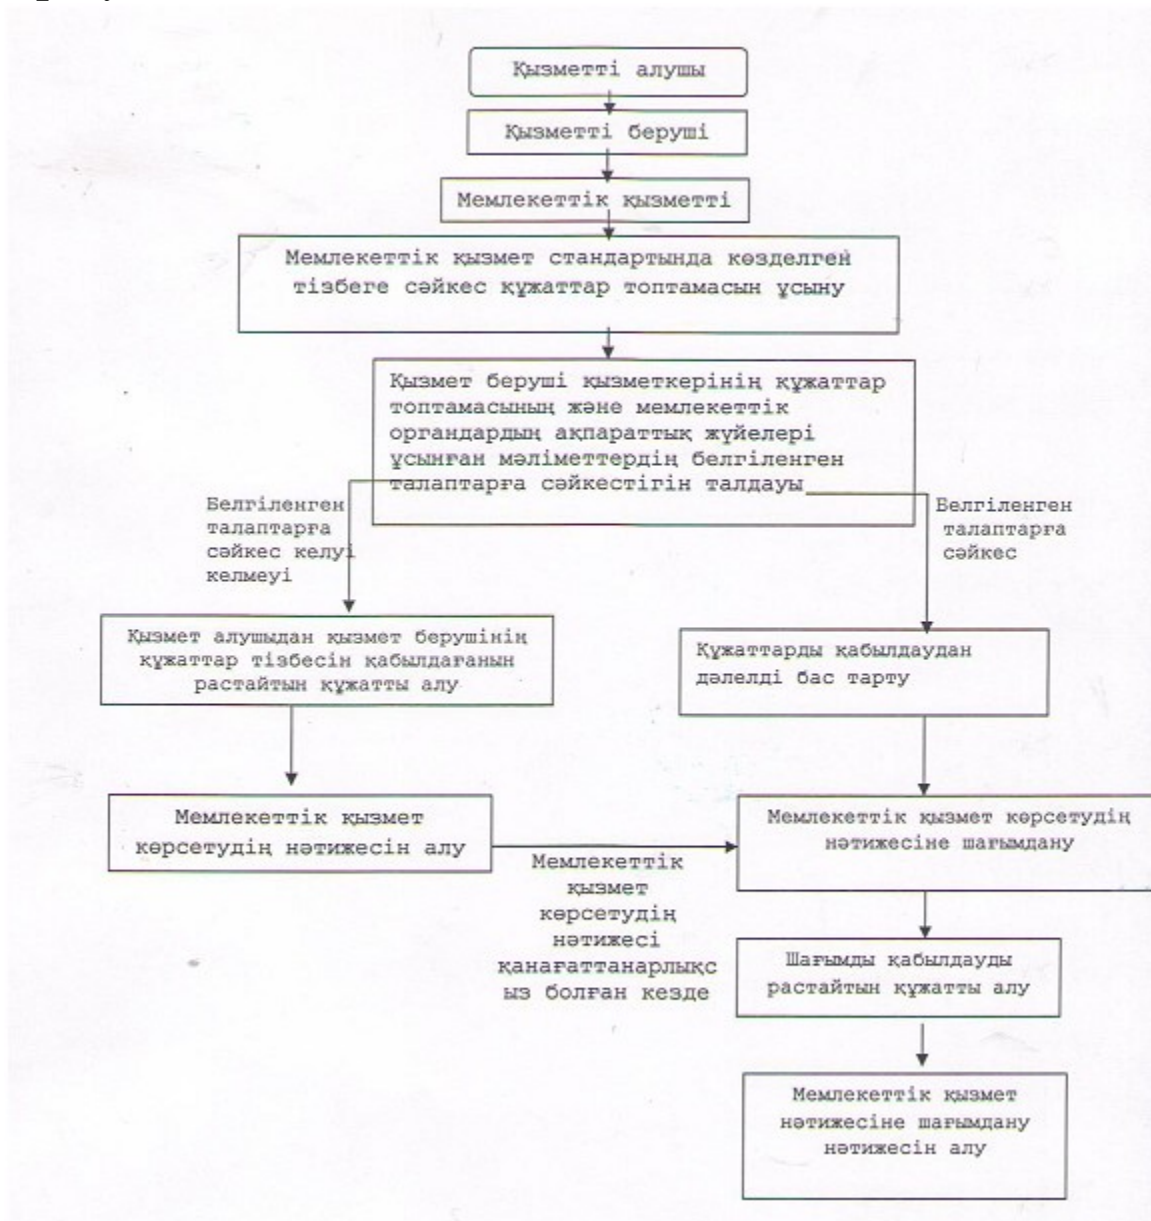 Қызметті алушы
Қызметті беруші
Мемлекеттік қызметті
Мемлекеттік қызмет стандартында көзделген
тізбеге сәйкес құжаттар топтамасын ұсыну
Қызмет беруші қызметкерінің құжаттар
топтамасының және мемлекеттік
органдардың ақпараттық жүйелері
ұсынған мәліметтердің белгіленген
талаптарға сәйкестігін талдауы
Белгіленген
талаптарға
сәйкес келуі
келмеуі
Белгіленген
талаптарға
сәйкес
Қызмет алушыдан қызмет берушінің
құжаттар тізбесін қабылдағанын
растайтын құжатты алу
Құжаттарды қабылдаудан
дәлелді бас тарту
Мемлекеттік қызмет
көрсетудің нәтижесін алу
Мемлекеттік
қызмет
көрсетудің
нәтижесі
қанағаттанарлықс
ыз болған кезде
Мемлекеттік қызмет көрсетудің
нәтижесіне шағымдану
Шағымды қабылдауды
растайтын құжатты алу
Мемлекеттік қызмет
нәтижесіне шағымдану
нәтижесін алу